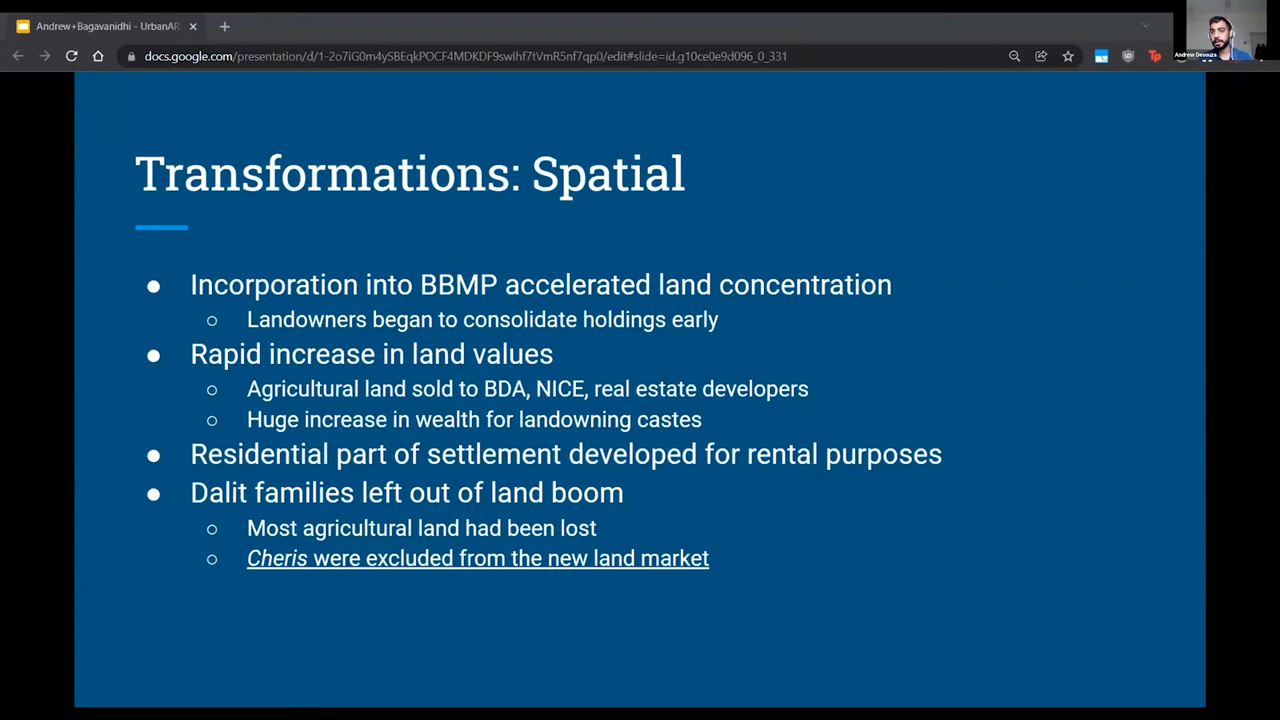 Andrew+Bagavanidhi - UrbanAR
docs.google.com/presentation/d/1-2o7iG0m4ySBEqkPOCF4MDKDF9swIhf7tVmR5nf7qp0/edit#slide=id.g10ce0e9d096_0_331
Andrew Desouza
Transformations: Spatial
● Incorporation into BBMP accelerated land concentration
○ Landowners began to consolidate holdings early
● Rapid increase in land values
○ Agricultural land sold to BDA, NICE, real estate developers
○ Huge increase in wealth for landowning castes
● Residential part of settlement developed for rental purposes
● Dalit families left out of land boom
○ Most agricultural land had been lost
○ Cheris were excluded from the new land market